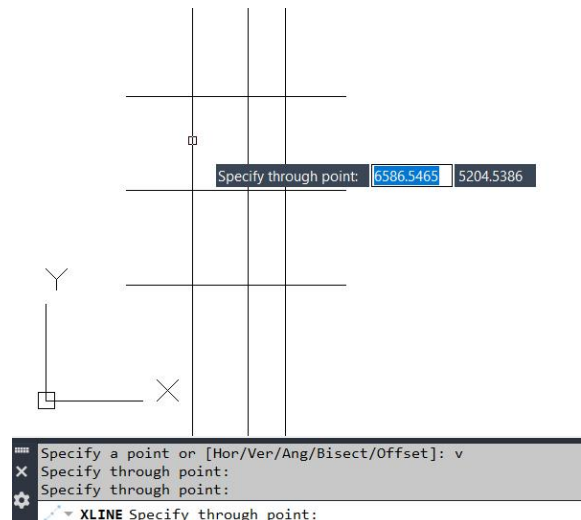 Specify through point: 6586.5465 5204.5386
Y
X
Specify a point or [Hor/Ver/Ang/Bisect/Offset]: v
Specify through point:
Specify through point:
XLINE Specify through point: